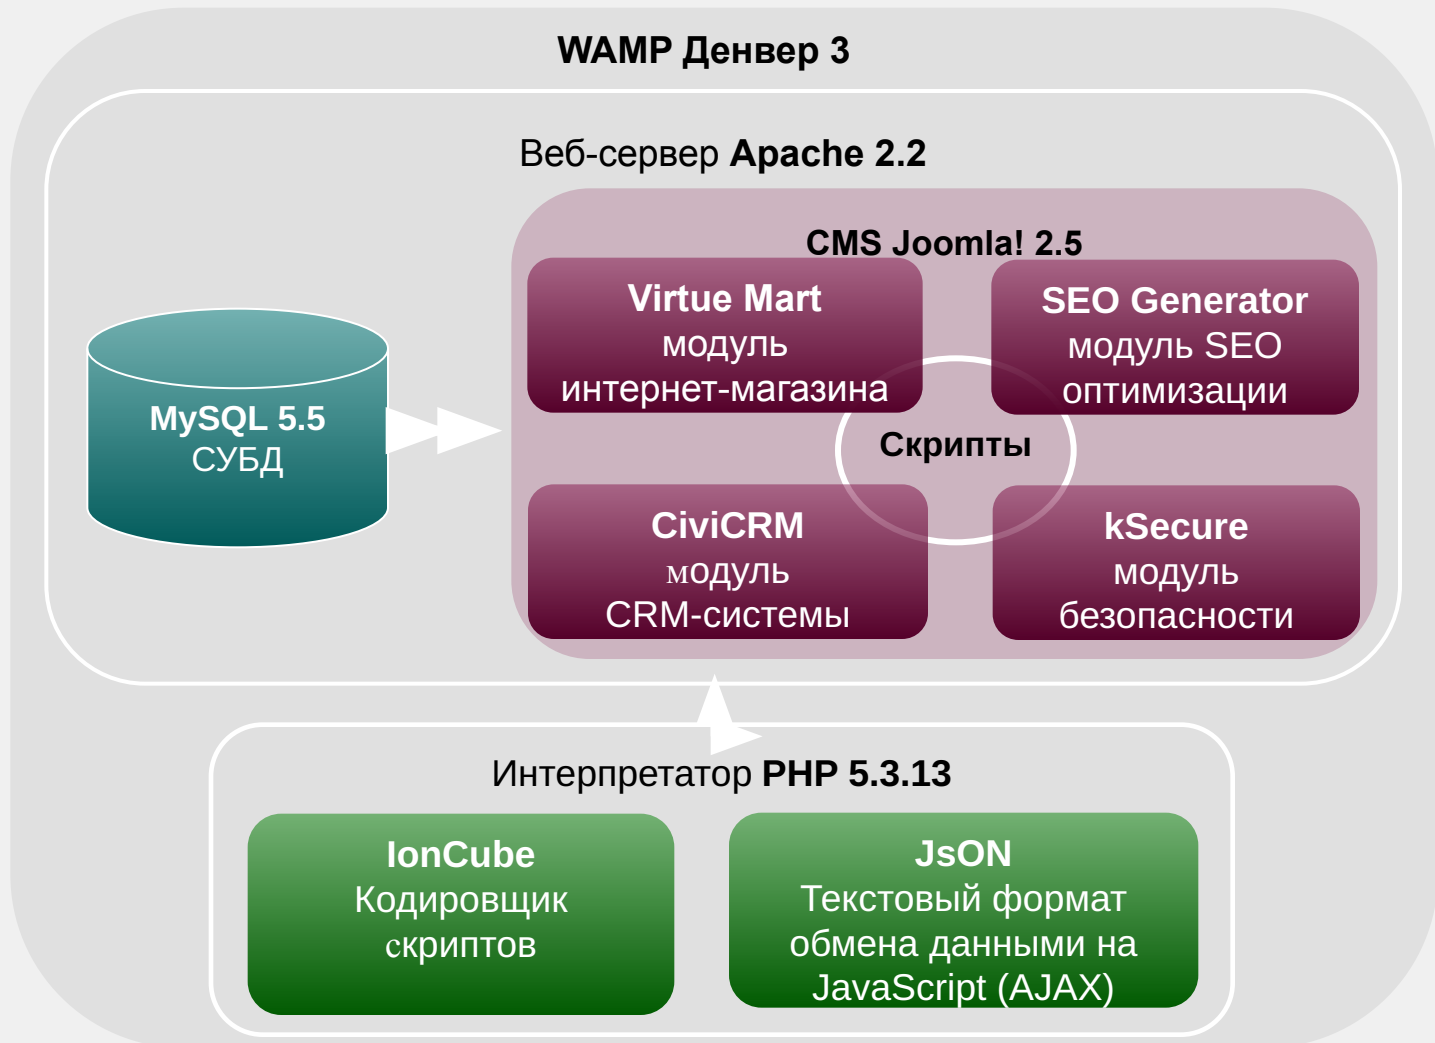 WAMP Денвер 3
Веб-сервер Apache 2.2
CMS Joomla! 2.5
Virtue Mart
модуль
интернет-магазина
SEO Generator
модуль SEO
оптимизации
MySQL 5.5
СУБД
Скрипты
CiviCRM
модуль
CRM-системы
kSecure
модуль
безопасности
Интерпретатор PHP 5.3.13
IonCube
Кодировщик
скриптов
JsON
Текстовый формат
обмена данными на
JavaScript (AJAX)